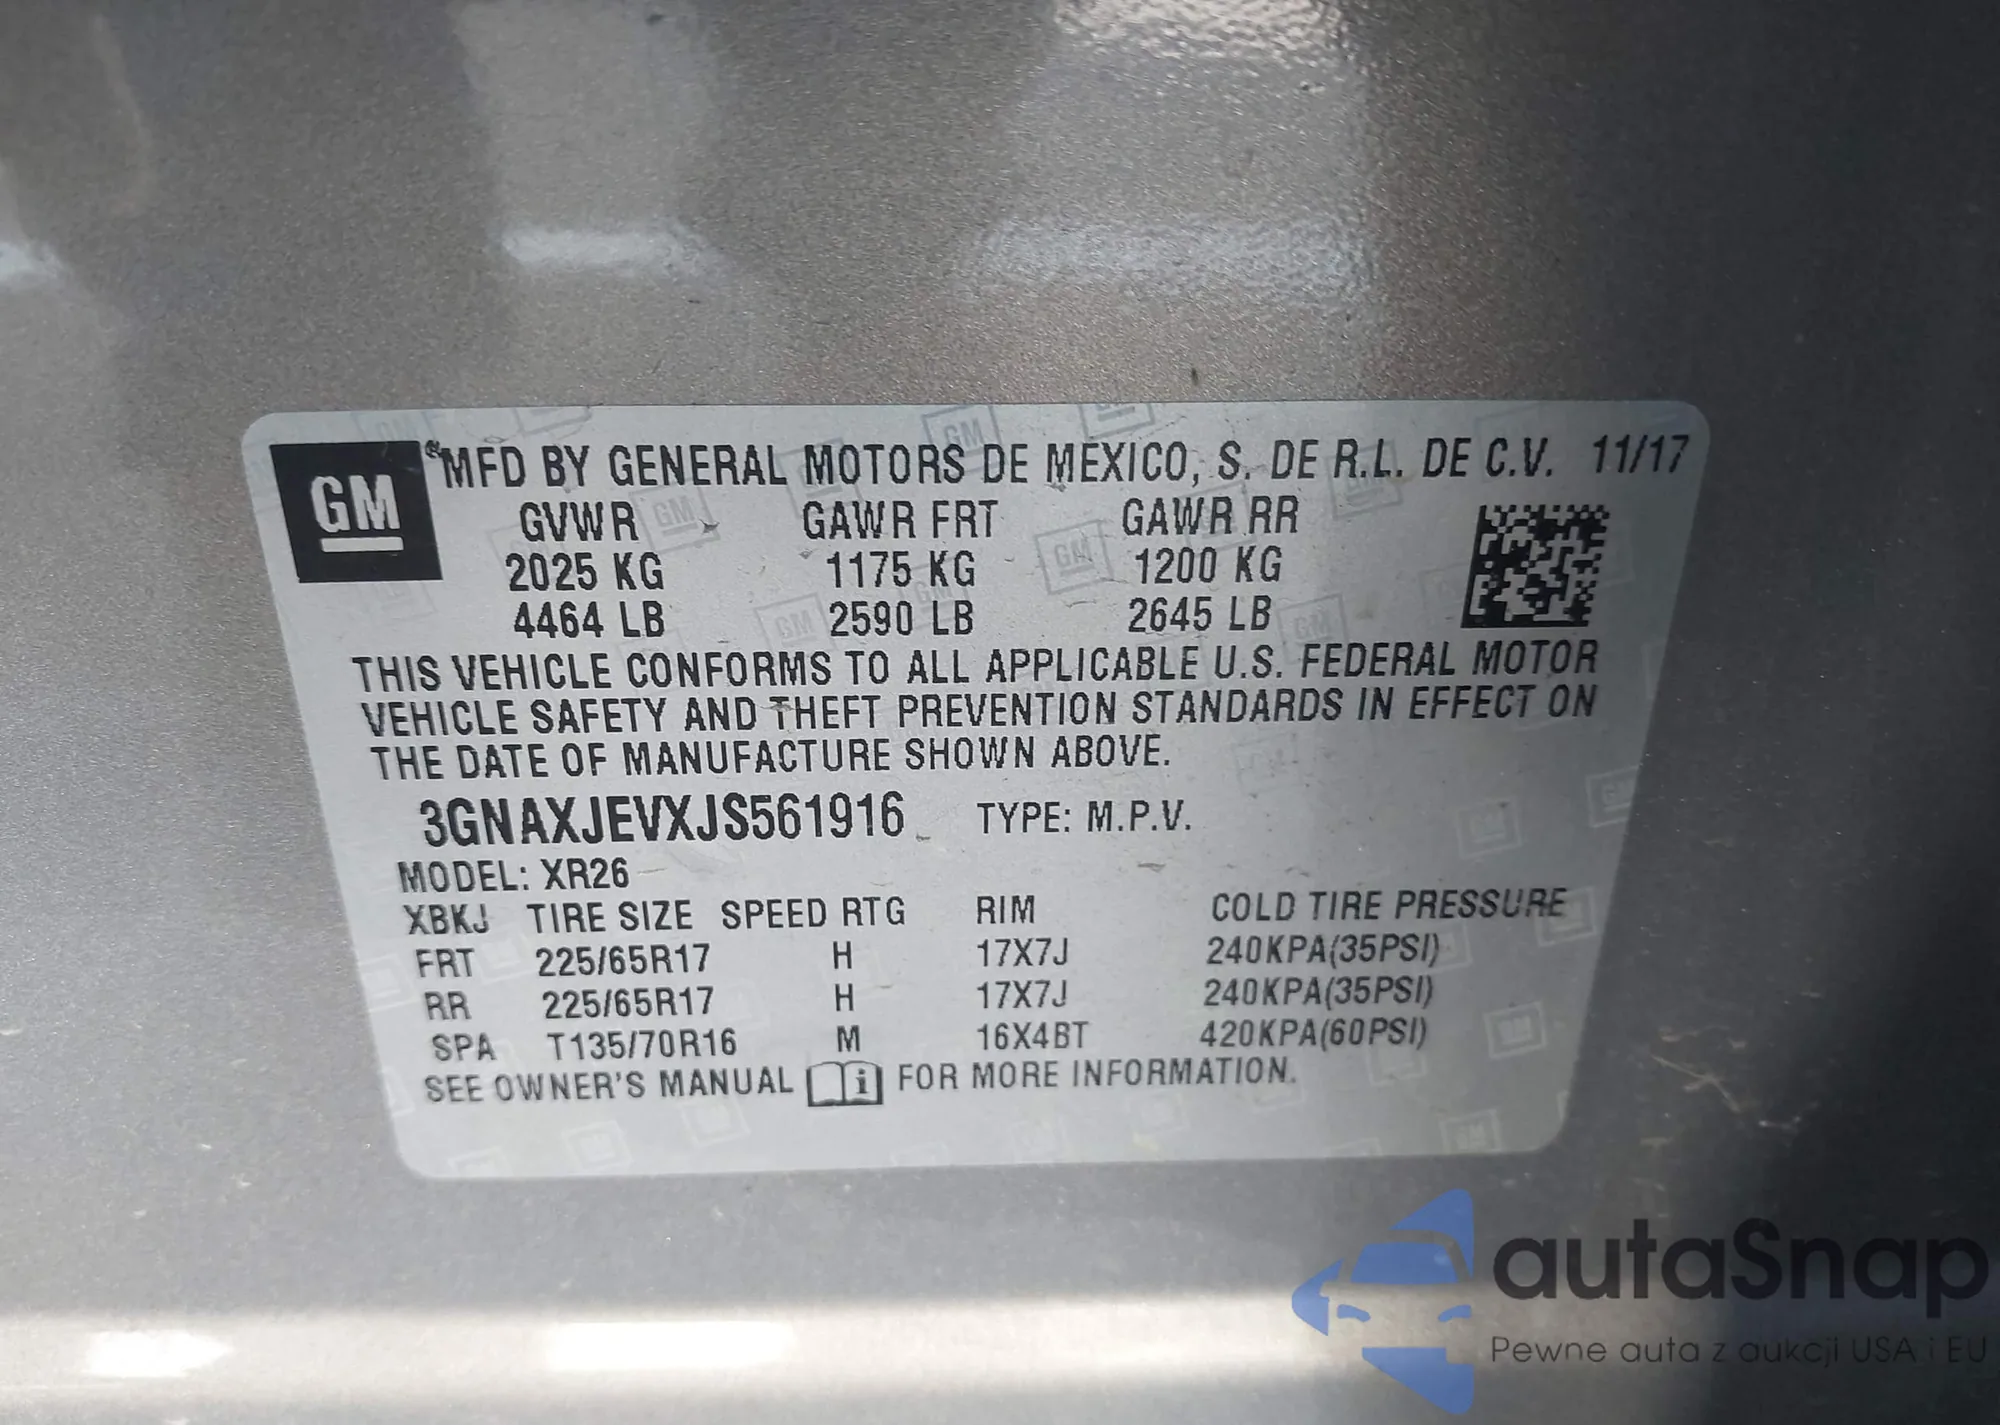 GM
MFD BY GENERAL MOTORS DE MEXICO, S. DE R.L. DE C.V. 11/17
GVWR GAWR FRT GAWR RR
2025 KG 1175 KG 1200 KG
4464 LB 2590 LB 2645 LB
THIS VEHICLE CONFORMS TO ALL APPLICABLE U.S. FEDERAL MOTOR
VEHICLE SAFETY AND THEFT PREVENTION STANDARDS IN EFFECT ON
THE DATE OF MANUFACTURE SHOWN ABOVE.
3GNAXJEVXJS561916 TYPE: M.P.V.
MODEL: XR26
XBKJ TIRE SIZE SPEED RTG RIM COLD TIRE PRESSURE
FRT 225/65R17 H 17X7J 240KPA(35PSI)
RR 225/65R17 H 17X7J 240KPA(35PSI)
SPA T135/70R16 M 16X4BT 420KPA(60PSI)
SEE OWNER'S MANUAL i FOR MORE INFORMATION.
autaSnap
Pewne auta z aukcji USA i EU